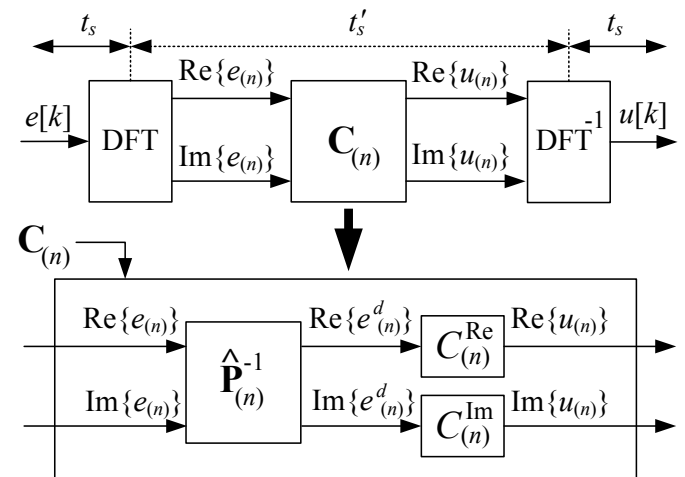 t_s t'_s t_s
e[k] DFT Re{e_(n)} Im{e_(n)} C_(n) Re{u_(n)} Im{u_(n)} DFT^-1 u[k]
C_(n)
Re{e_(n)} Re{e^d_(n)} C^Re_(n) Re{u_(n)}
P̂^-1_(n)
Im{e_(n)} Im{e^d_(n)} C^Im_(n) Im{u_(n)}